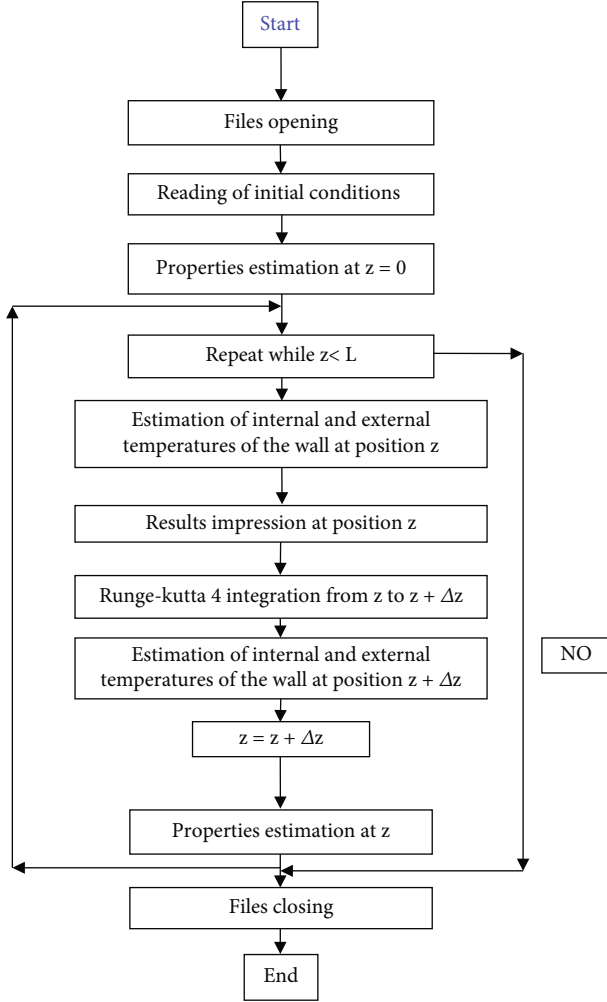 Start
Files opening
Reading of initial conditions
Properties estimation at z = 0
Repeat while z< L
Estimation of internal and external
temperatures of the wall at position z
Results impression at position z
Runge-kutta 4 integration from z to z + Δz
Estimation of internal and external
temperatures of the wall at position z + Δz
NO
z = z + Δz
Properties estimation at z
Files closing
End